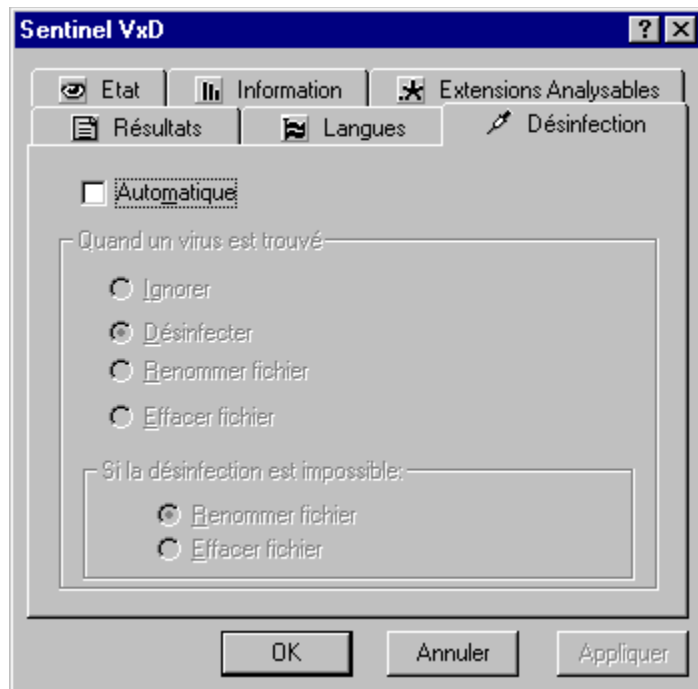 Sentinel VxD
Etat Information Extensions Analysables
Résultats Langues Désinfection
Automatique
Quand un virus est trouvé
Ignorer
Désinfecter
Renommer fichier
Effacer fichier
Si la désinfection est impossible:
Renommer fichier
Effacer fichier
OK Annuler Appliquer